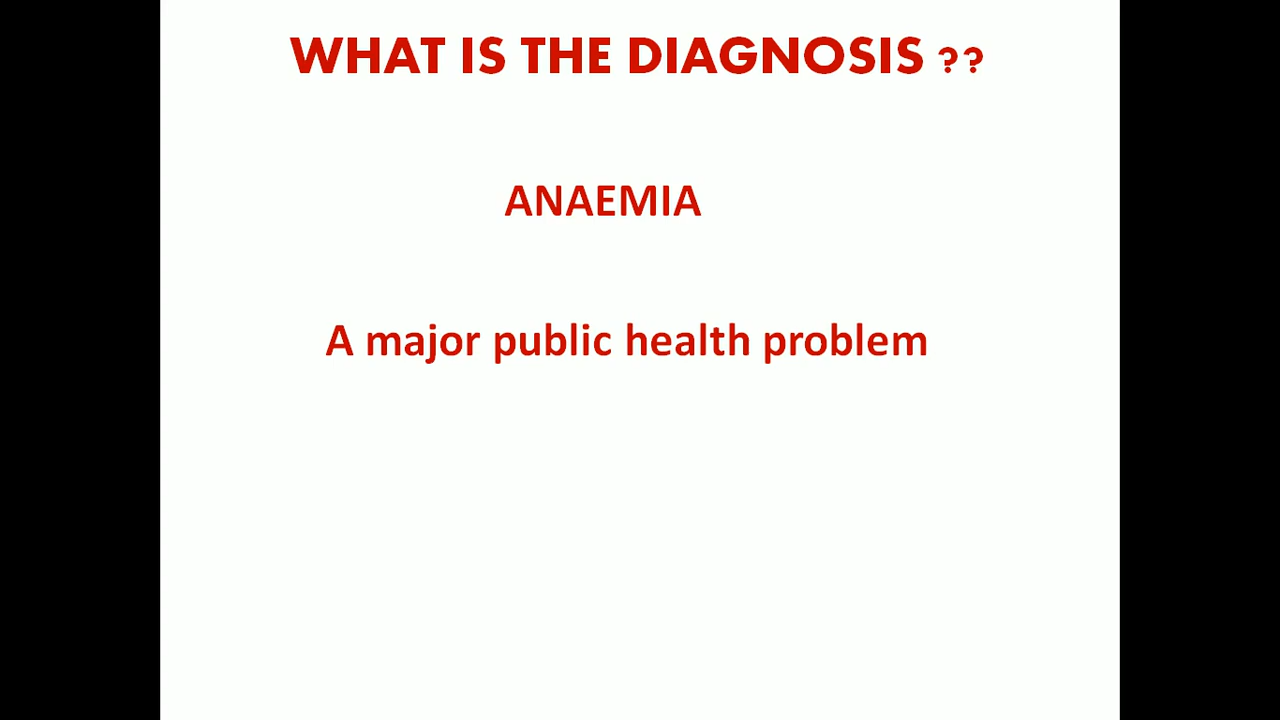 WHAT IS THE DIAGNOSIS ??
ANAEMIA
A major public health problem